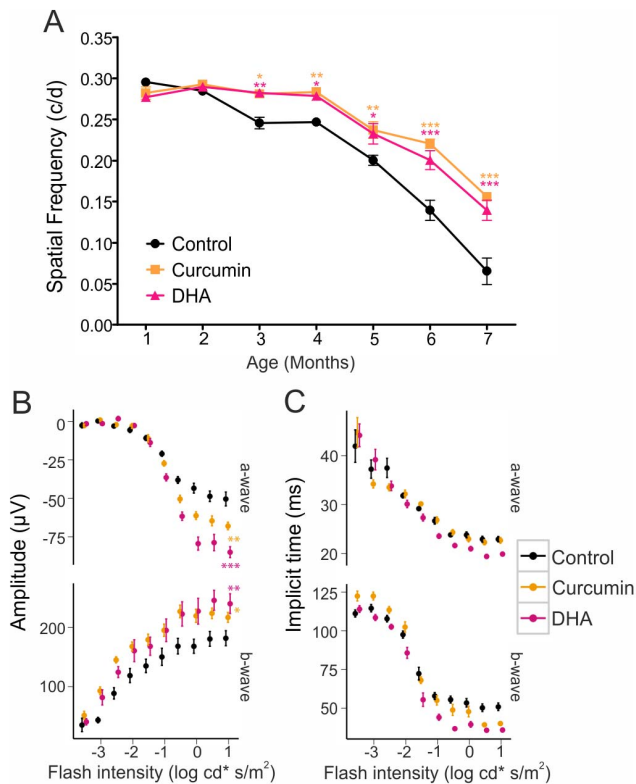 A
Spatial Frequency (c/d)
0.35
0.30
0.25
0.20
0.15
0.10
0.05
0.00
* ** ** *** ***
** * * *** ***
Control
Curcumin
DHA
1 2 3 4 5 6 7
Age (Months)
B
Amplitude (µV)
0
-25
-50
-75
a-wave
**
***
**
*
200
100
b-wave
-3 -2 -1 0 1
Flash intensity (log cd* s/m²)
C
Implicit time (ms)
40
30
20
a-wave
125
100
75
50
b-wave
-3 -2 -1 0 1
Flash intensity (log cd* s/m²)
Control
Curcumin
DHA